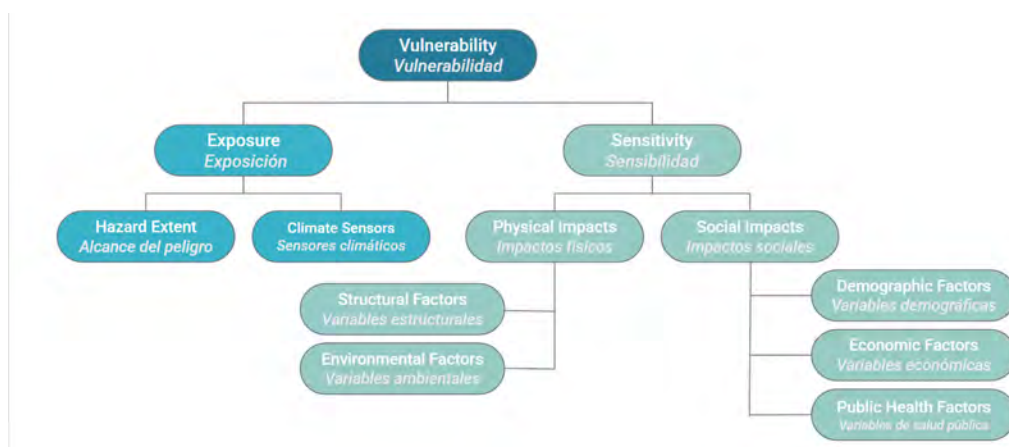 Vulnerability
Vulnerabilidad
Exposure
Exposición
Sensitivity
Sensibilidad
Hazard Extent
Alcance del peligro
Climate Sensors
Sensores climáticos
Physical Impacts
Impactos físicos
Social Impacts
Impactos sociales
Structural Factors
Variables estructurales
Environmental Factors
Variables ambientales
Demographic Factors
Variables demográficas
Economic Factors
Variables económicas
Public Health Factors
Variables de salud pública